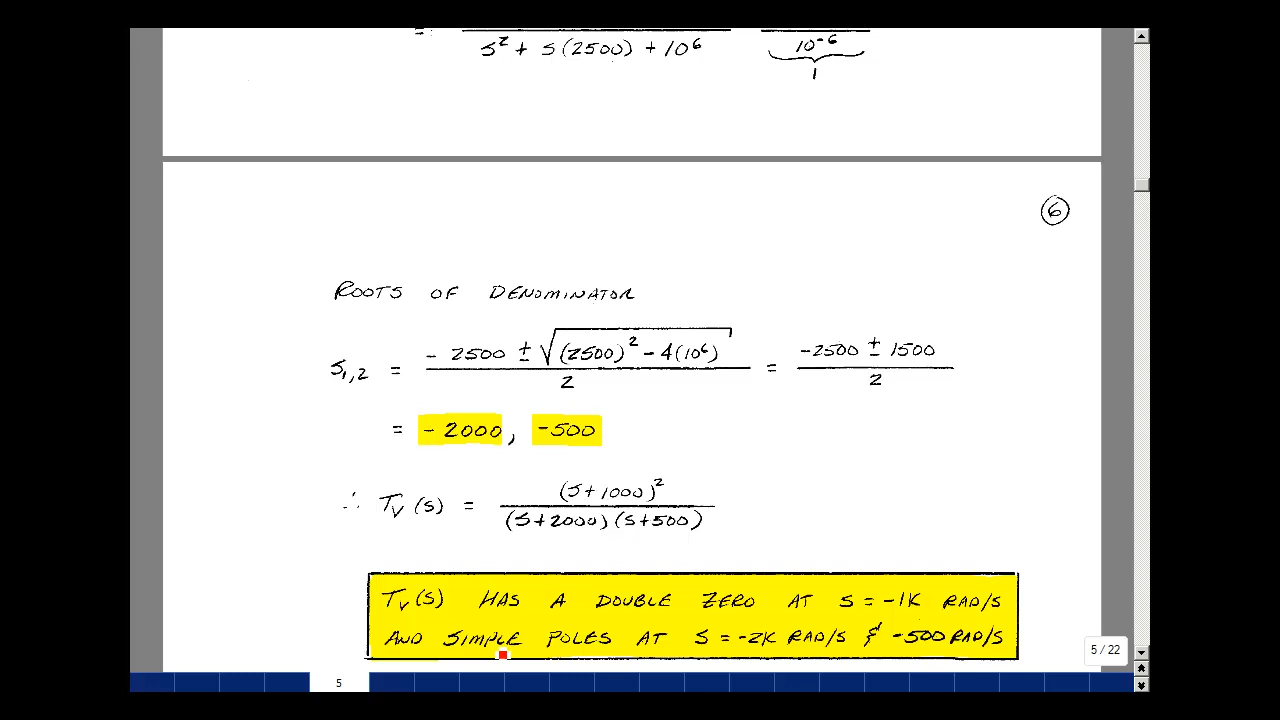 =
s² + s(2500) + 10⁶
10⁻⁶
1
6
ROOTS OF DENOMINATOR
s₁,₂ = (-2500 ± √((2500)² - 4(10⁶))) / 2 = (-2500 ± 1500) / 2
= -2000, -500
∴ Tᵥ(s) = (s+1000)² / (s+2000)(s+500)
Tᵥ(s) HAS A DOUBLE ZERO AT s = -1K RAD/S
AND SIMPLE POLES AT s = -2K RAD/S & -500 RAD/S
5 / 22
5